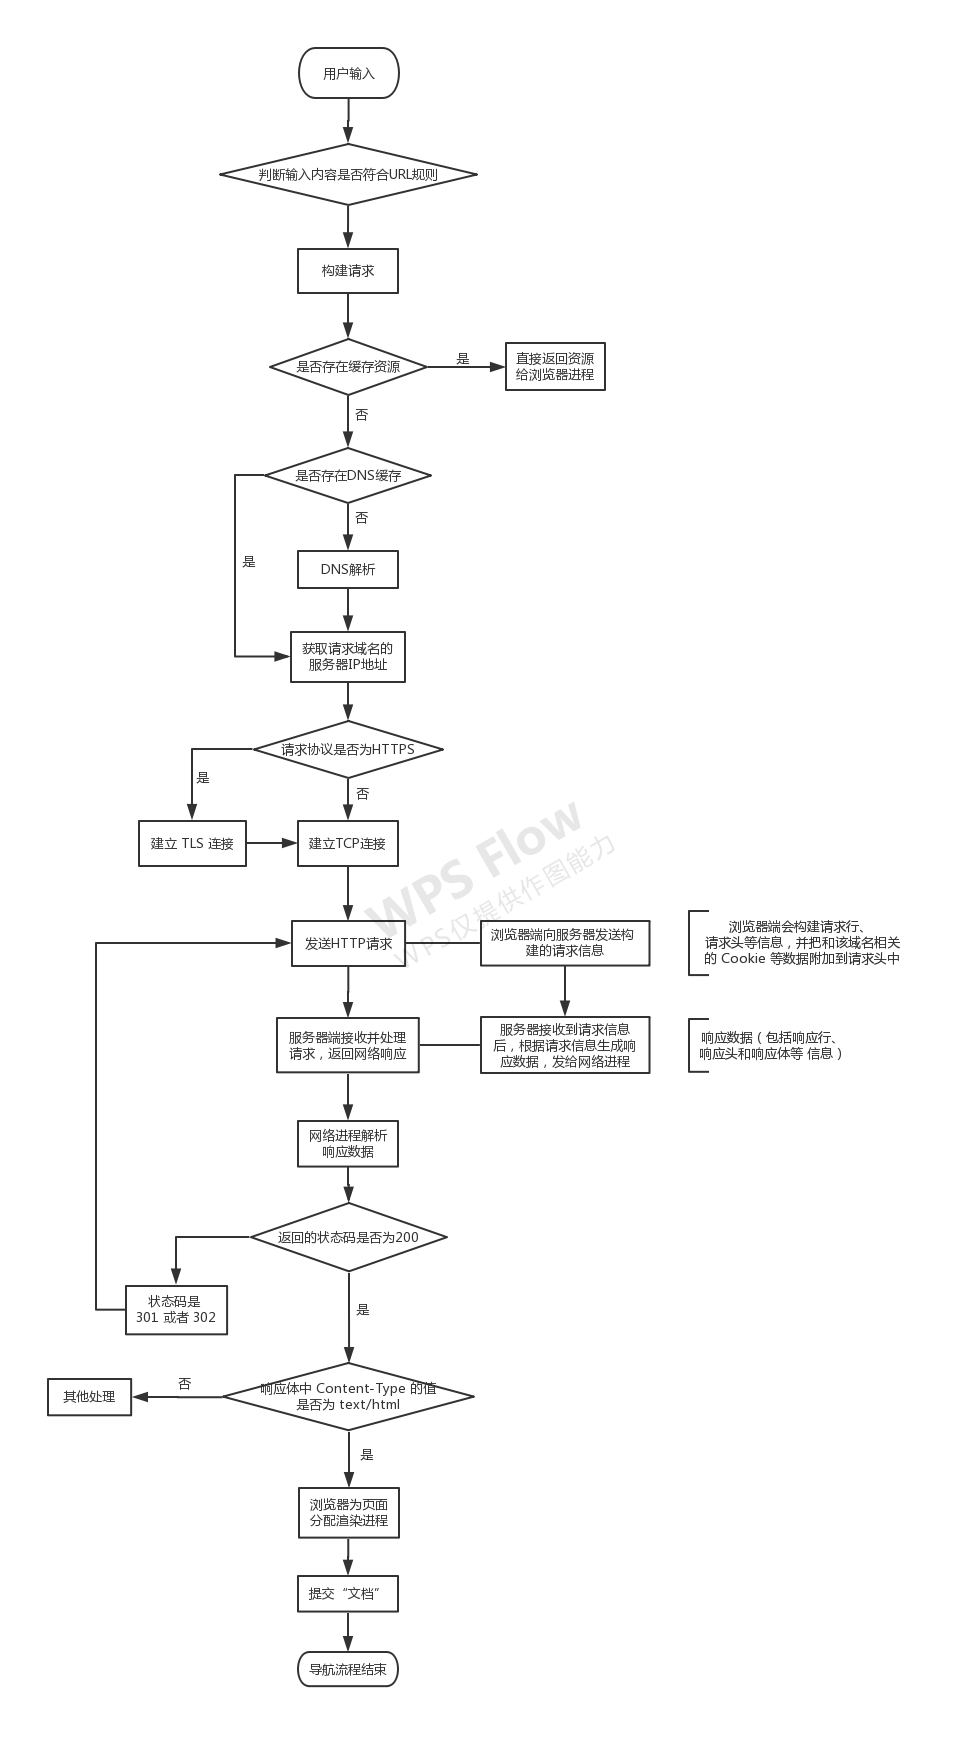 用户输入
判断输入内容是否符合URL规则
构建请求
是否存在缓存资源
是
直接返回资源
给浏览器进程
否
是否存在DNS缓存
否
是
DNS解析
获取请求域名的
服务器IP地址
请求协议是否为HTTPS
是
否
建立 TLS 连接
建立TCP连接
WPS Flow
WPS仅提供作图能力
发送HTTP请求
浏览器端向服务器发送构
建的请求信息
浏览器端会构建请求行、
请求头等信息，并把和该域名相关
的 Cookie 等数据附加到请求头中
服务器端接收并处理
请求，返回网络响应
服务器接收到请求信息
后，根据请求信息生成响
应数据，发给网络进程
响应数据（包括响应行、
响应头和响应体等 信息）
网络进程解析
响应数据
返回的状态码是否为200
状态码是
301 或者 302
是
响应体中 Content-Type 的值
是否为 text/html
否
其他处理
是
浏览器为页面
分配渲染进程
提交“文档”
导航流程结束